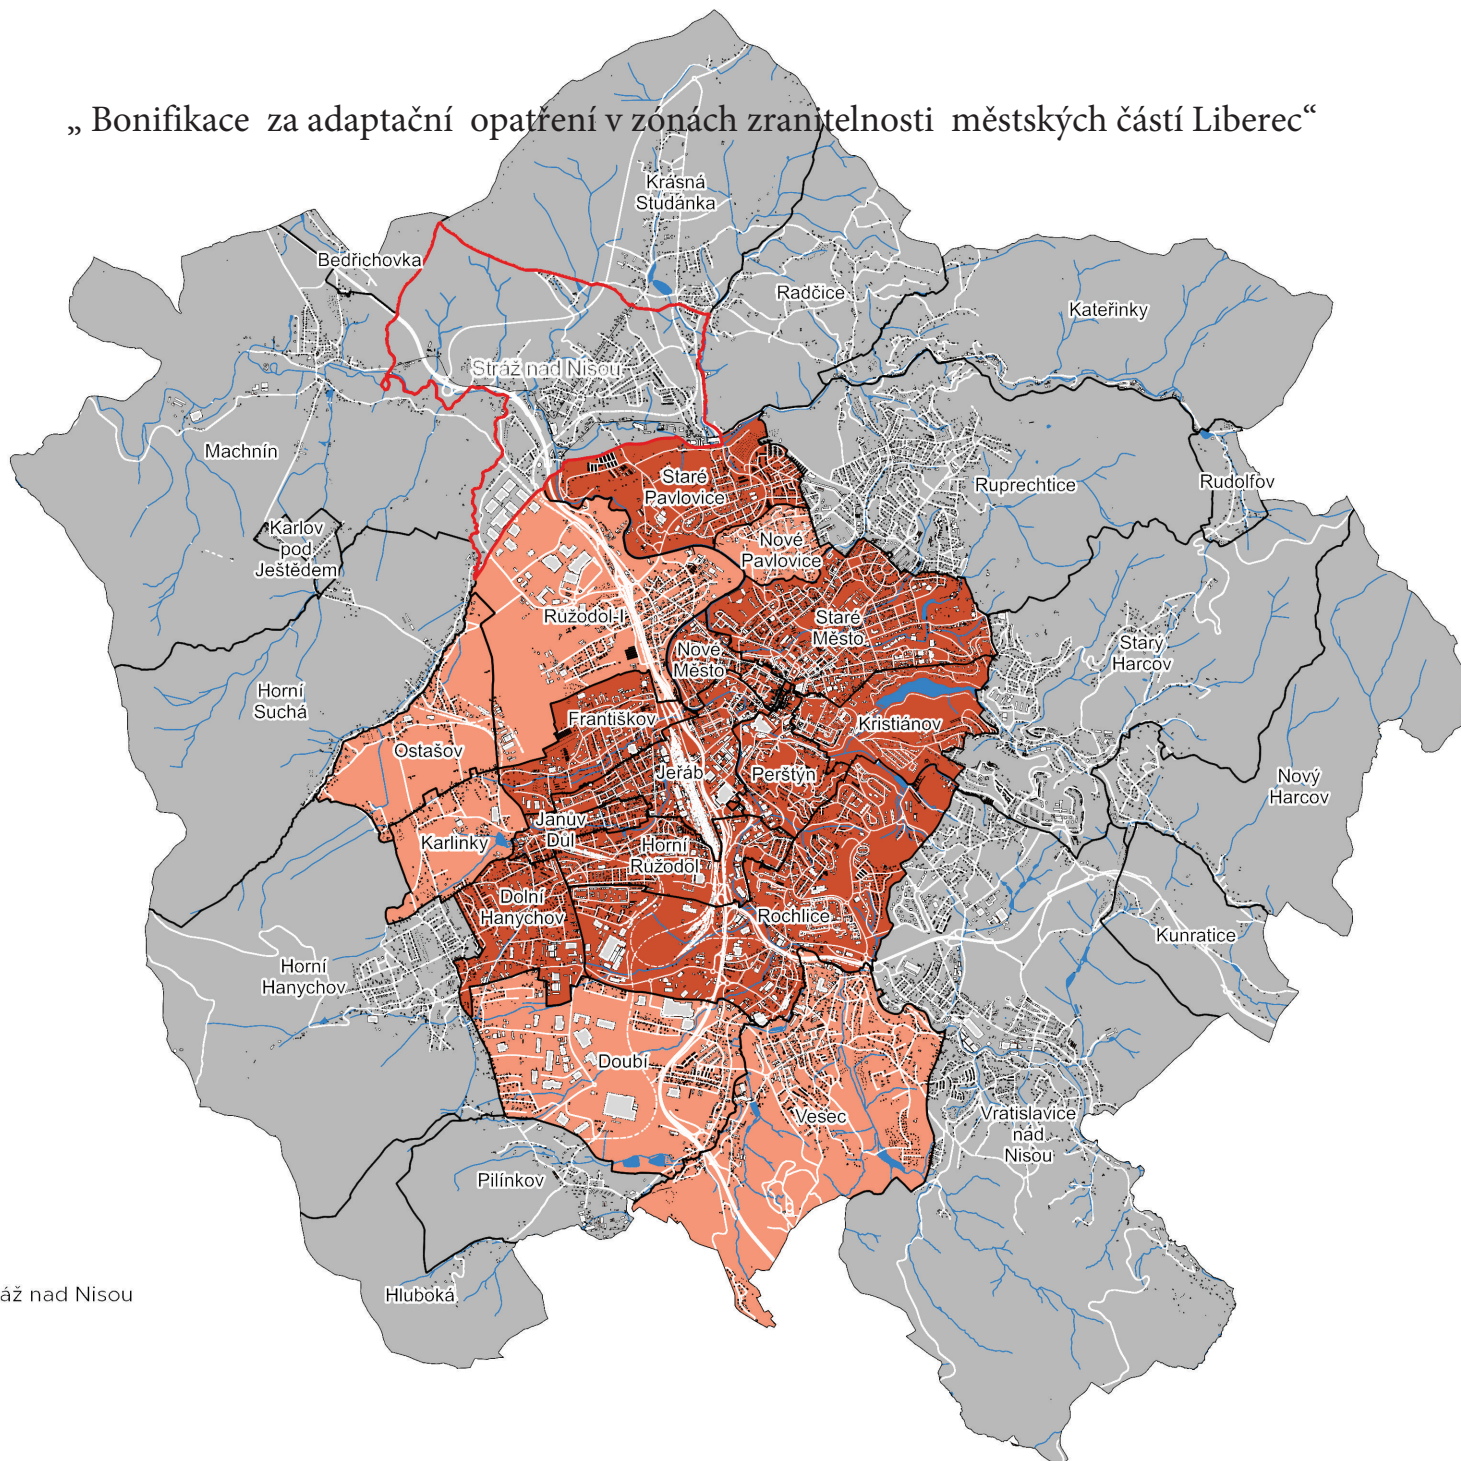 „ Bonifikace za adaptační opatření v zónách zranitelnosti městských částí Liberec“
Krásná
Studánka
Bedřichovka
Radčice
Kateřinky
Stráž nad Nisou
Machnín
Staré
Pavlovice
Ruprechtice
Rudolfov
Karlov
pod
Ještědem
Nové
Pavlovice
Růžodol-I
Staré
Město
Nové
Město
Starý
Harcov
Horní
Suchá
Františkov
Kristiánov
Ostašov
Jeřáb
Perštýn
Nový
Harcov
Janův
Důl
Karlinky
Horní
Růžodol
Dolní
Hanychov
Rochlice
Kunratice
Horní
Hanychov
Doubí
Vesec
Vratislavice
nad
Nisou
Pilínkov
Hluboká
áž nad Nisou